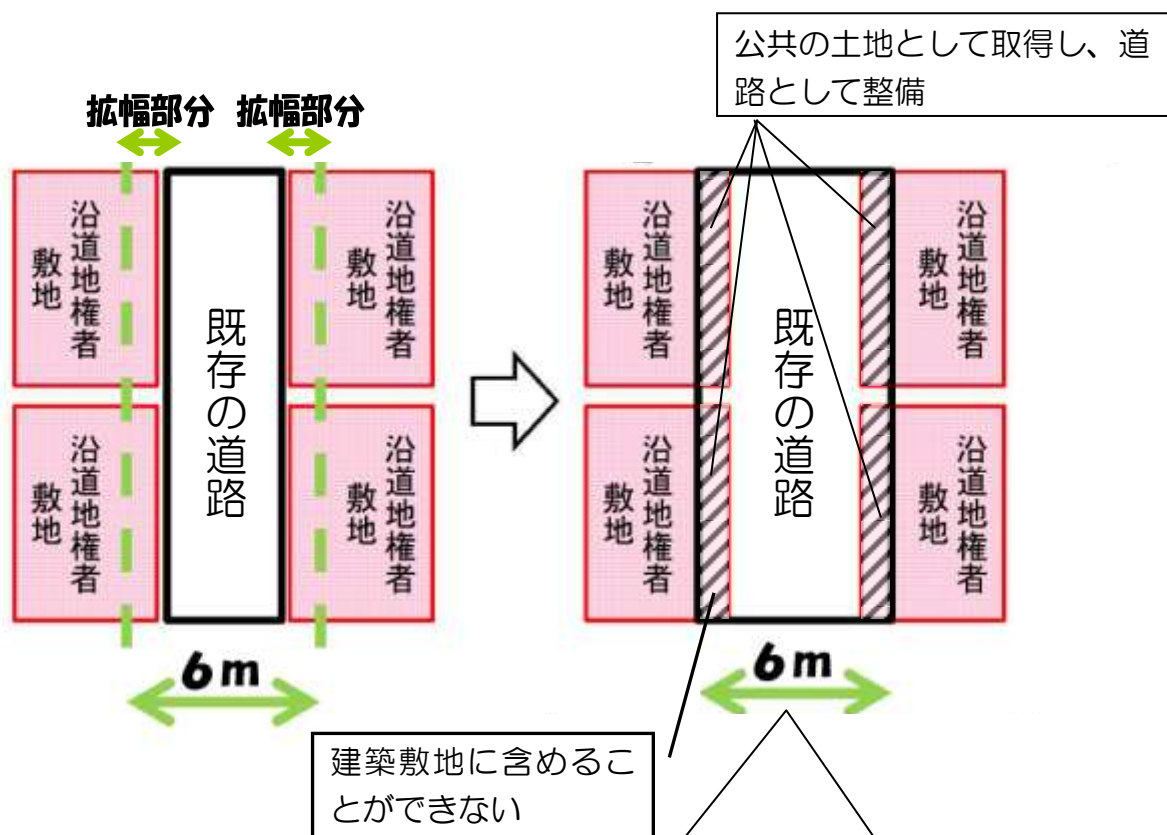 公共の土地として取得し、道
路として整備
拡幅部分 拡幅部分
沿道地権者
敷地
既存の道路
沿道地権者
敷地
沿道地権者
敷地
沿道地権者
敷地
6m
沿道地権者
敷地
既存の道路
沿道地権者
敷地
沿道地権者
敷地
沿道地権者
敷地
6m
建築敷地に含めるこ
とができない